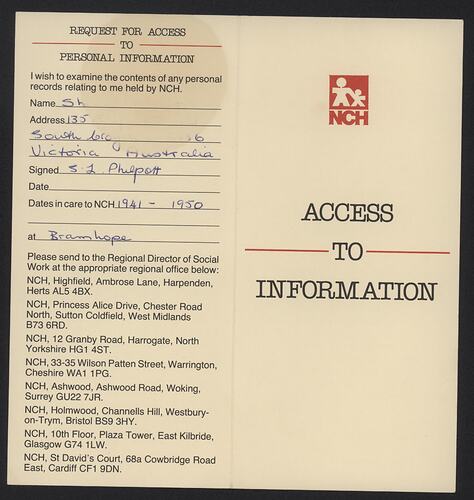 REQUEST FOR ACCESS
TO
PERSONAL INFORMATION
I wish to examine the contents of any personal
records relating to me held by NCH.
Name Sh
Address 135
South 6
Victoria Australia
Signed S. L Philpott
Date
Dates in care to NCH 1941 - 1950
at Bramhope
Please send to the Regional Director of Social
Work at the appropriate regional office below:
NCH, Highfield, Ambrose Lane, Harpenden,
Herts AL5 4BX.
NCH, Princess Alice Drive, Chester Road
North, Sutton Coldfield, West Midlands
B73 6RD.
NCH, 12 Granby Road, Harrogate, North
Yorkshire HG1 4ST.
NCH, 33-35 Wilson Patten Street, Warrington,
Cheshire WA1 1PG.
NCH, Ashwood, Ashwood Road, Woking,
Surrey GU22 7JR.
NCH, Holmwood, Channells Hill, Westbury-
on-Trym, Bristol BS9 3HY.
NCH, 10th Floor, Plaza Tower, East Kilbride,
Glasgow G74 1LW.
NCH, St David's Court, 68a Cowbridge Road
East, Cardiff CF1 9DN.
NCH
ACCESS
TO
INFORMATION